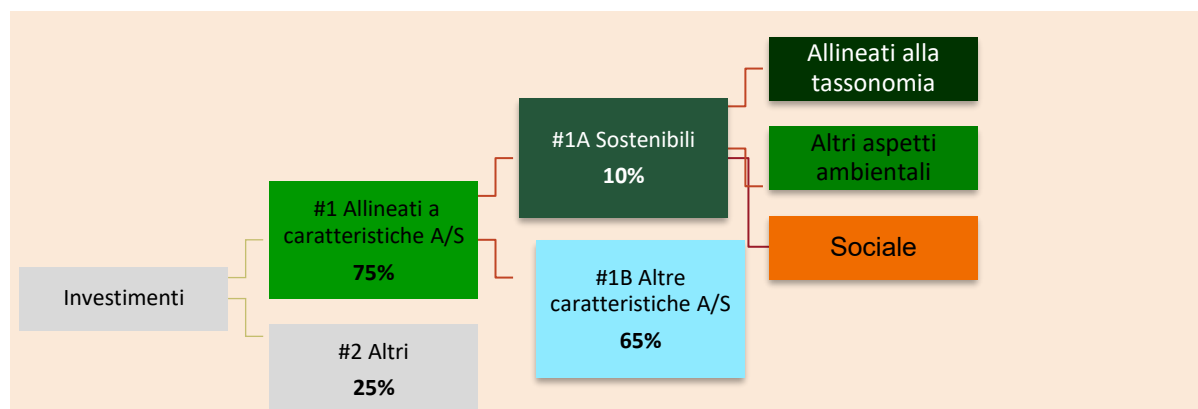 Investimenti
#1 Allineati a
caratteristiche A/S
75%
#2 Altri
25%
#1A Sostenibili
10%
#1B Altre
caratteristiche A/S
65%
Allineati alla
tassonomia
Altri aspetti
ambientali
Sociale